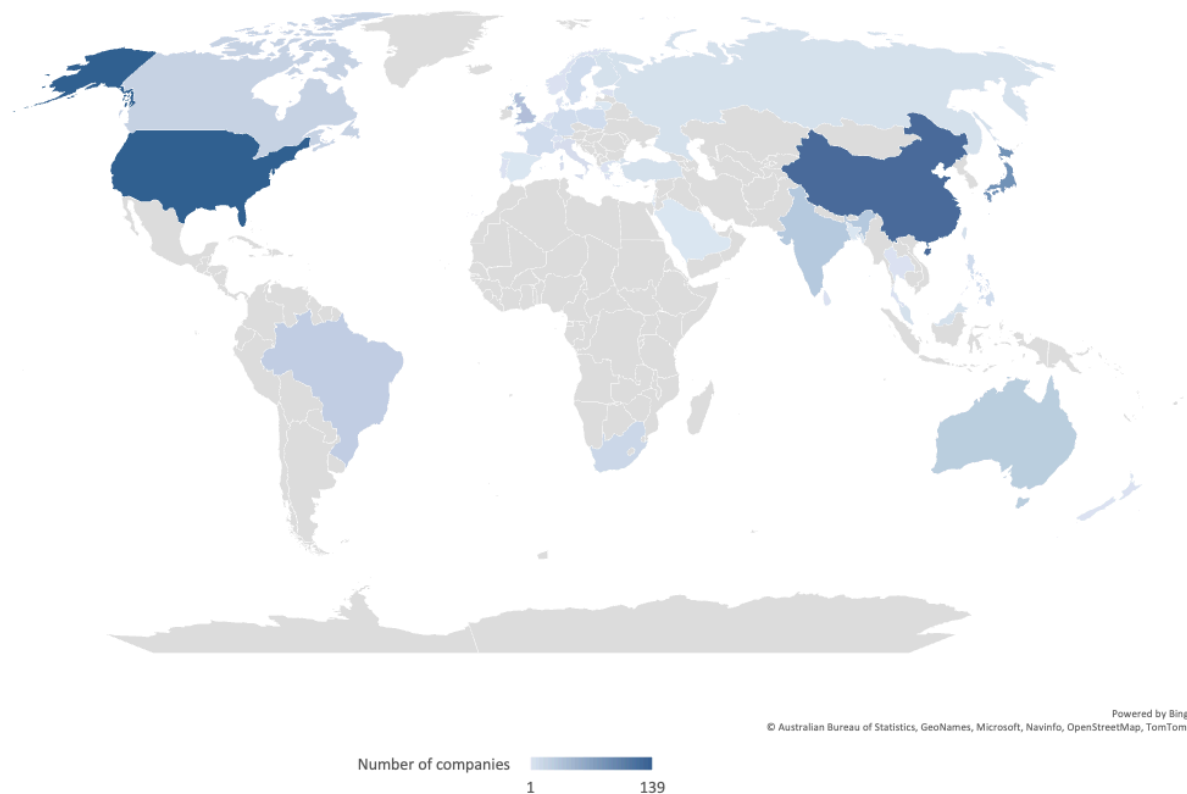 Powered by Bing
© Australian Bureau of Statistics, GeoNames, Microsoft, Navinfo, OpenStreetMap, TomTom
Number of companies
1
139